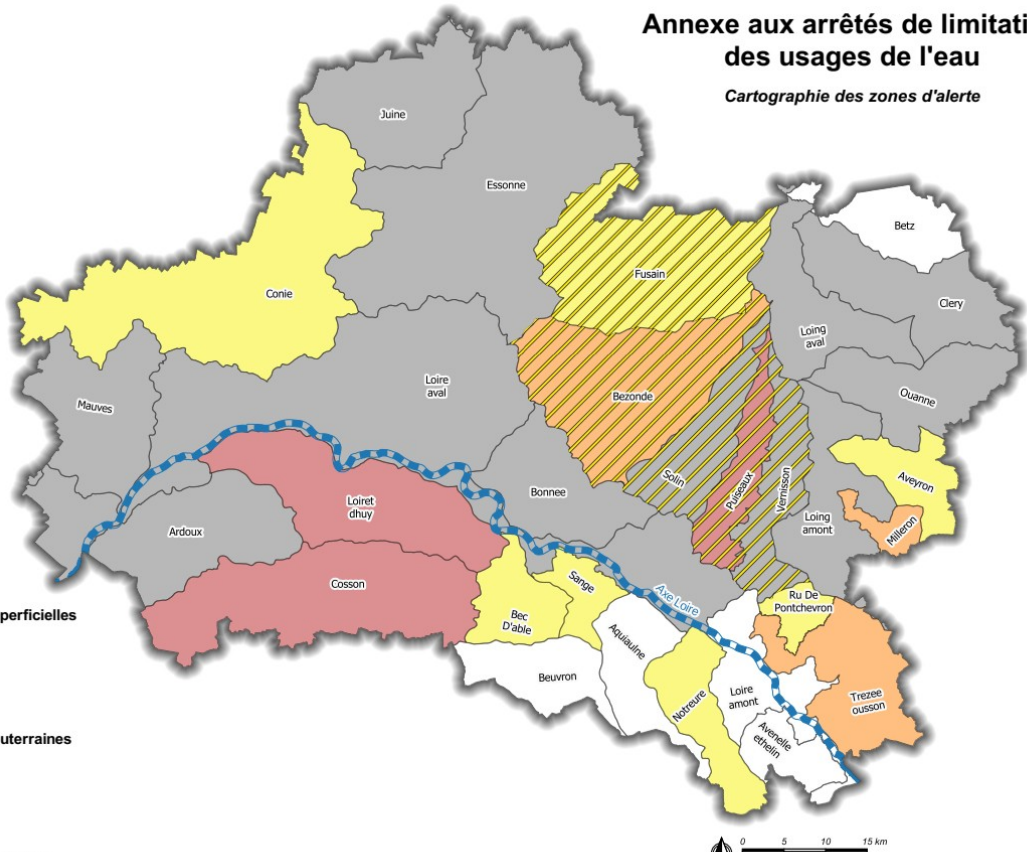 Annexe aux arrêtés de limitati
des usages de l'eau
Cartographie des zones d'alerte
Juine
Essonne
Betz
Fusain
Conie
Clery
Loing
aval
Loire
aval
Bezonde
Ouanne
Mauves
Aveyron
Solin
Puiseaux
Vernisson
Bonnee
Loiret
dhuy
Ardoux
Loing
amont
Milleron
Cosson
Sange
Axe Loire
Ru De
Pontchevron
perficielles
Bec
D'able
Aquiaulne
Beuvron
Notreure
Loire
amont
Trezee
ousson
Avenelle
ethelin
uterraines
0 5 10 15 km